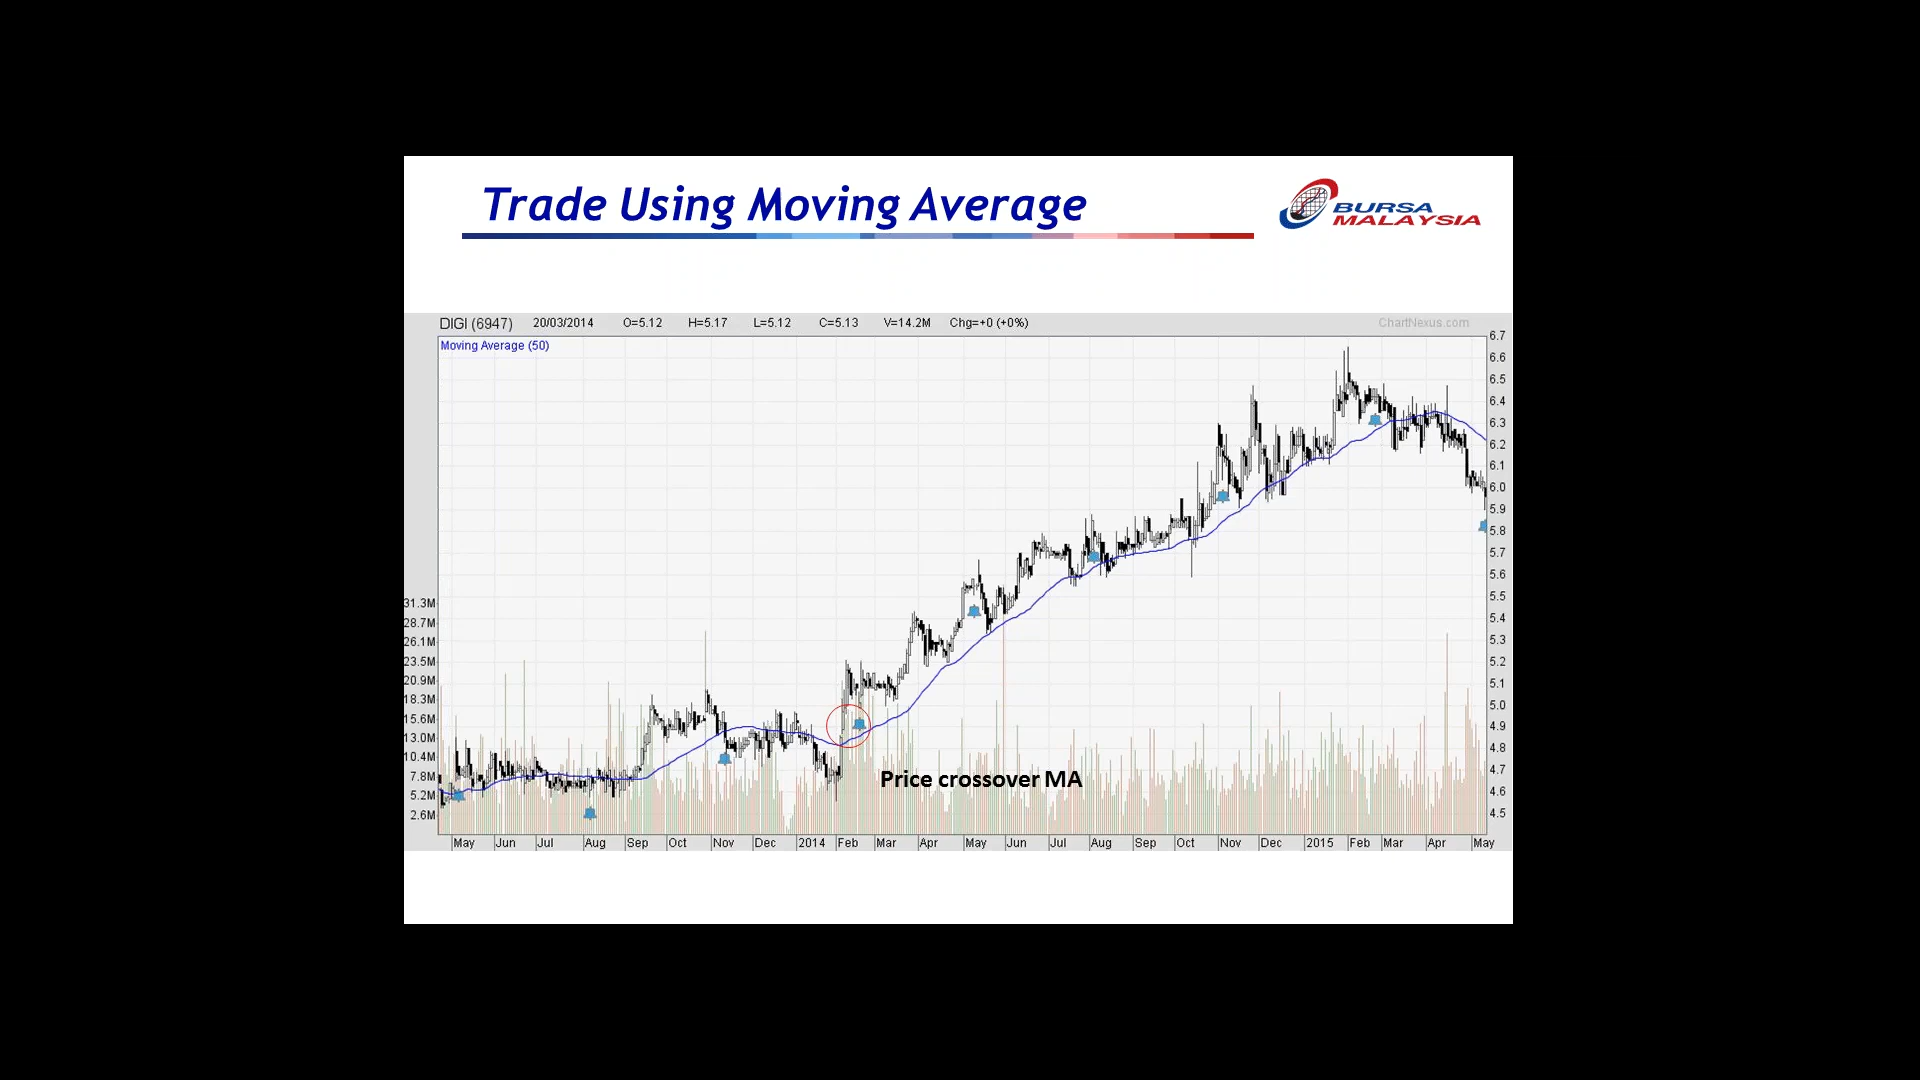 Trade Using Moving Average
BURSA
MALAYSIA
DIGI (6947) 20/03/2014 O=5.12 H=5.17 L=5.12 C=5.13 V=14.2M Chg=+0 (+0%) ChartNexus.com
Moving Average (50)
6.7
6.6
6.5
6.4
6.3
6.2
6.1
6.0
5.9
5.8
5.7
5.6
5.5
5.4
5.3
5.2
5.1
5.0
4.9
4.8
4.7
4.6
4.5
31.3M
28.7M
26.1M
23.5M
20.9M
18.3M
15.6M
13.0M
10.4M
7.8M
5.2M
2.6M
Price crossover MA
May Jun Jul Aug Sep Oct Nov Dec 2014 Feb Mar Apr May Jun Jul Aug Sep Oct Nov Dec 2015 Feb Mar Apr May